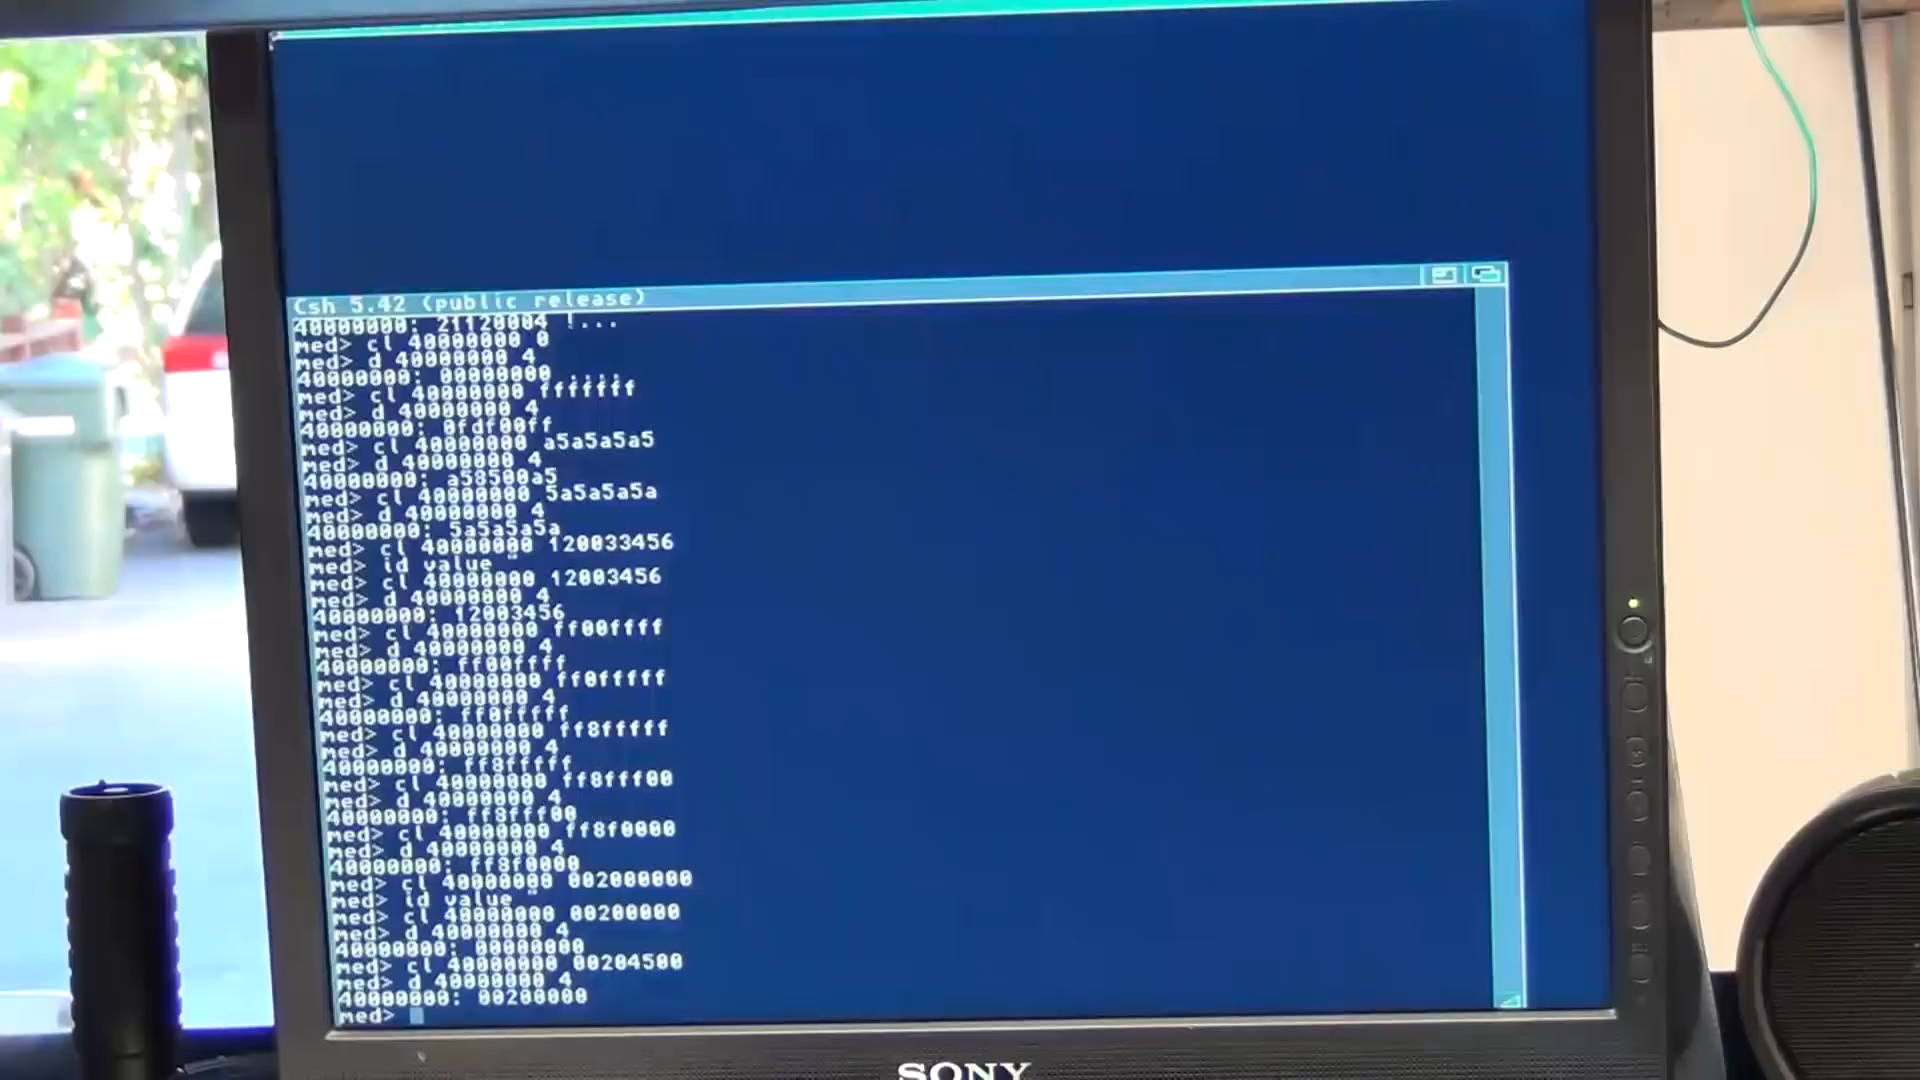 Csh 5.42 (public release)
40000000: 21120004 !...
med> cl 40000000 0
med> d 40000000 4
40000000: 00000000 ....
med> cl 40000000 fffffff
med> d 40000000 4
40000000: 0fdf00ff
med> cl 40000000 a5a5a5a5
med> d 40000000 4
40000000: a58500a5
med> cl 40000000 5a5a5a5a
med> d 40000000 4
40000000: 5a5a5a5a
med> cl 40000000 120033456
med> id value "
med> cl 40000000 12003456
med> d 40000000 4
40000000: 12003456
med> cl 40000000 ff00ffff
med> d 40000000 4
40000000: ff00ffff
med> cl 40000000 ff0fffff
med> d 40000000 4
40000000: ff0fffff
med> cl 40000000 ff8fffff
med> d 40000000 4
40000000: ff8fffff
med> cl 40000000 ff8fff00
med> d 40000000 4
40000000: ff8fff00
med> cl 40000000 ff8f0000
med> d 40000000 4
40000000: ff8f0000
med> cl 40000000 002000000
med> id value "
med> cl 40000000 00200000
med> d 40000000 4
40000000: 00000000
med> cl 40000000 00204500
med> d 40000000 4
40000000: 00200000
med>
SONY